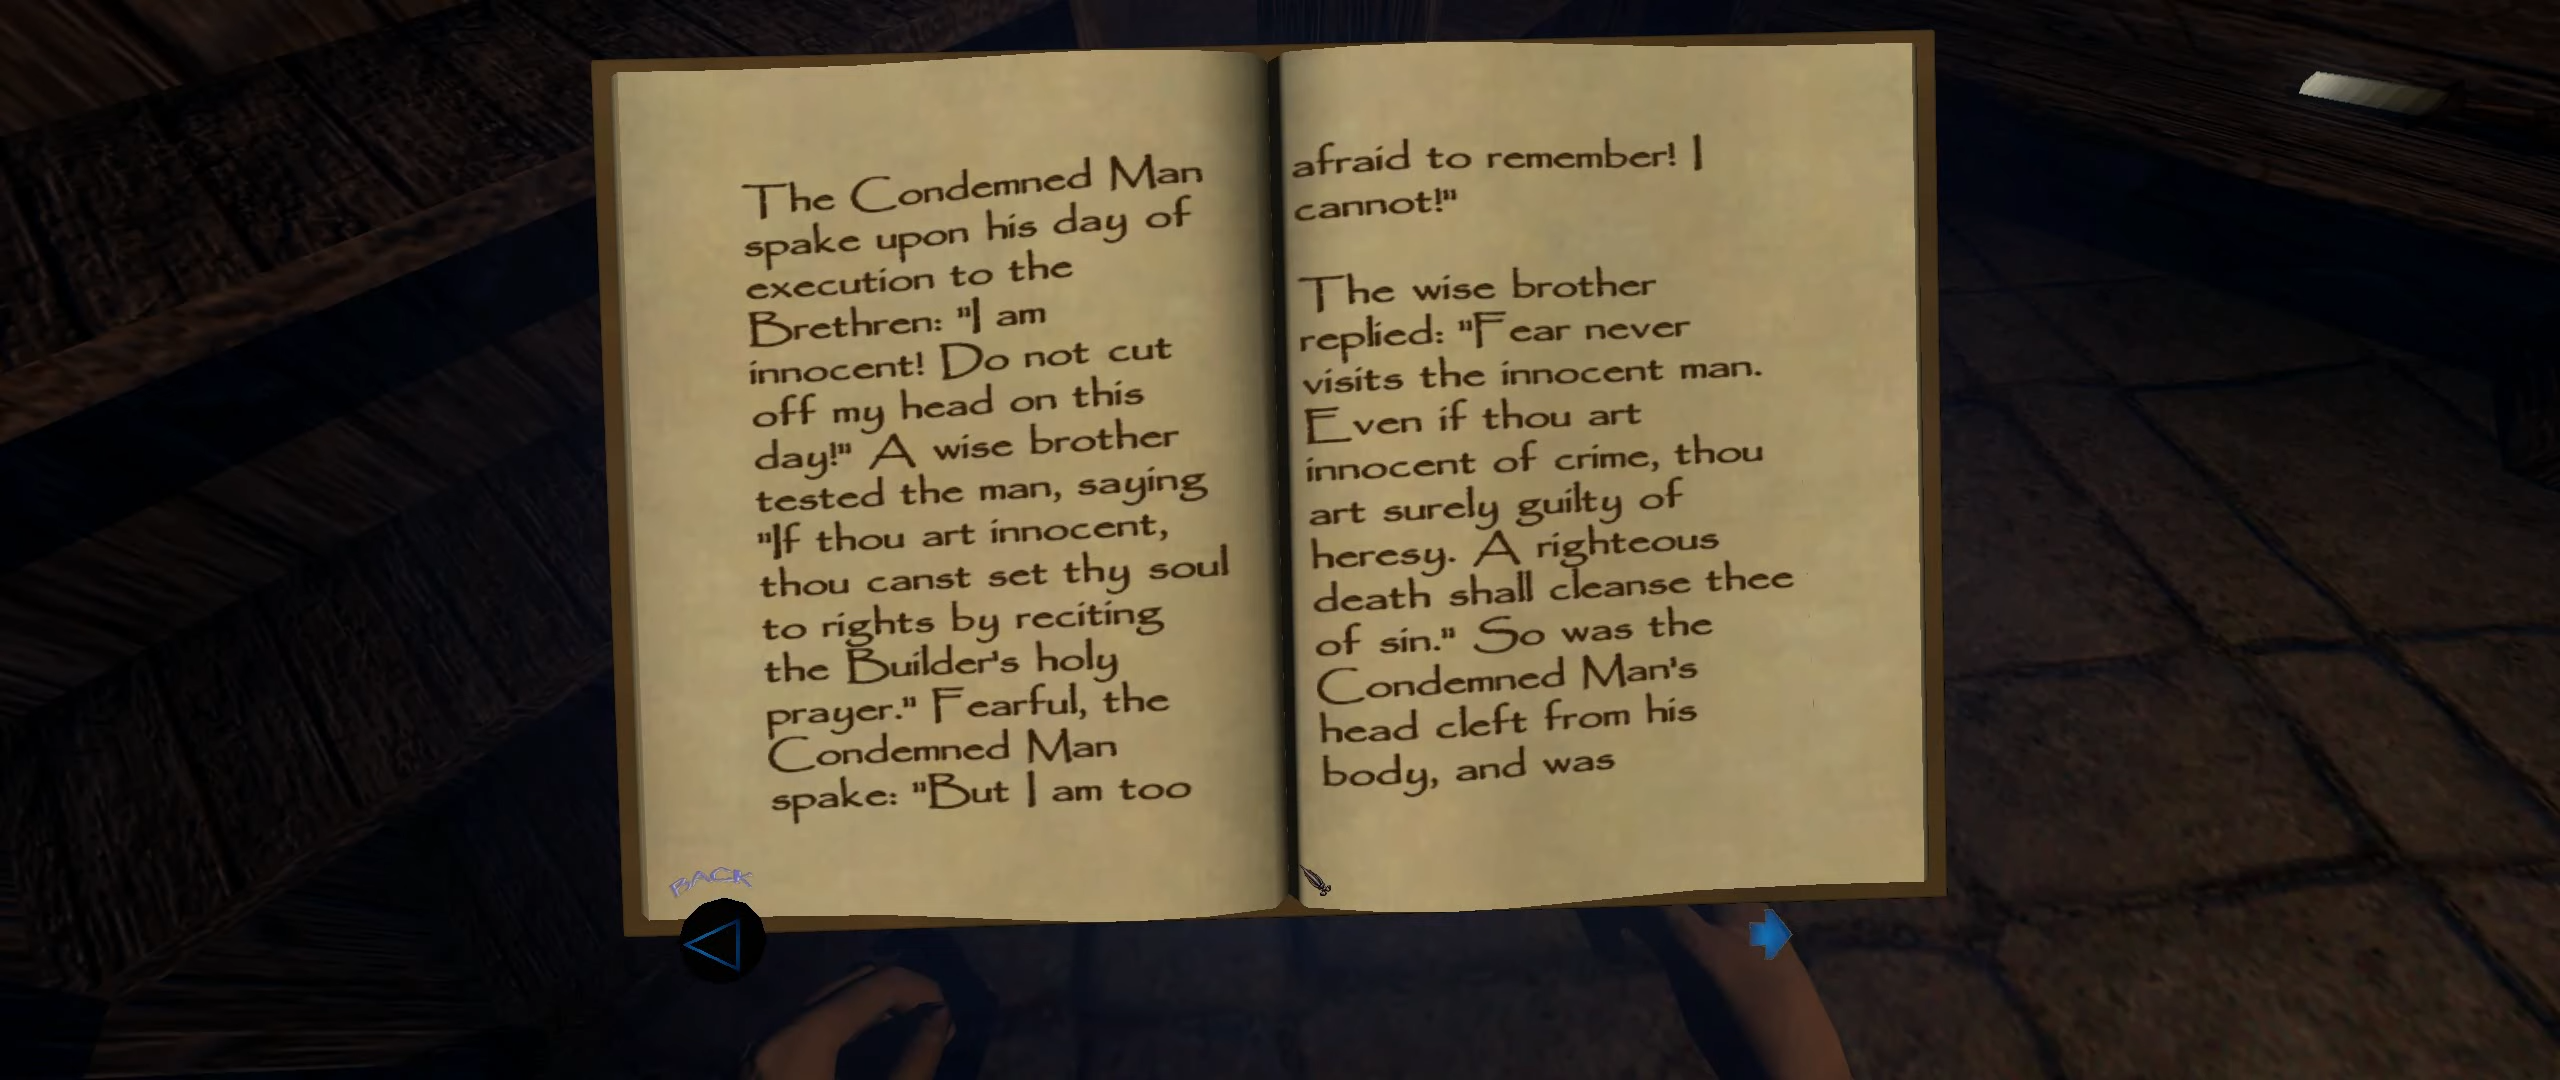 The Condemned Man
spake upon his day of
execution to the
Brethren: "I am
innocent! Do not cut
off my head on this
day!" A wise brother
tested the man, saying
"If thou art innocent,
thou canst set thy soul
to rights by reciting
the Builder's holy
prayer." Fearful, the
Condemned Man
spake: "But I am too
BACK
afraid to remember! I
cannot!"
The wise brother
replied: "Fear never
visits the innocent man.
Even if thou art
innocent of crime, thou
art surely guilty of
heresy. A righteous
death shall cleanse thee
of sin." So was the
Condemned Man's
head cleft from his
body, and was